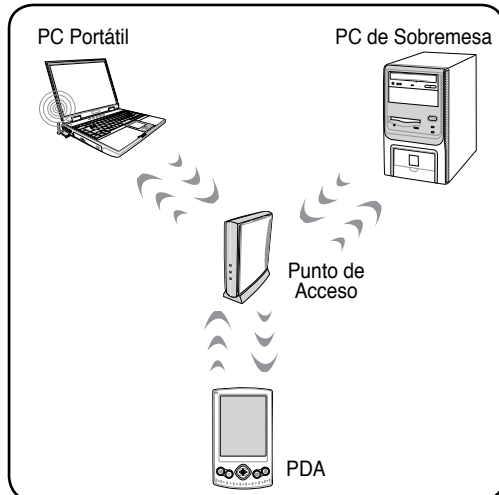 PC Portátil
PC de Sobremesa
Punto de
Acceso
PDA